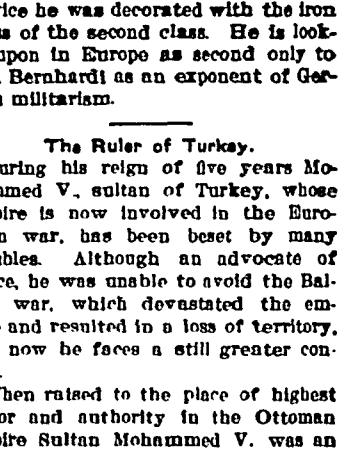 rice he was decorated with the iron
ss of the second class. He is look-
upon in Europe as second only to
Bernhardi as an exponent of Ger-
n militarism.
The Ruler of Turkey.
uring his reign of five years Mo-
mmed V., sultan of Turkey, whose
pire is now involved in the Euro-
n war, has been beset by many
ubles. Although an advocate of
ce, he was unable to avoid the Bal-
war, which devastated the em-
e and resulted in a loss of territory,
now he faces a still greater con-
.
hen raised to the place of highest
or and authority in the Ottoman
pire Sultan Mohammed V. was an